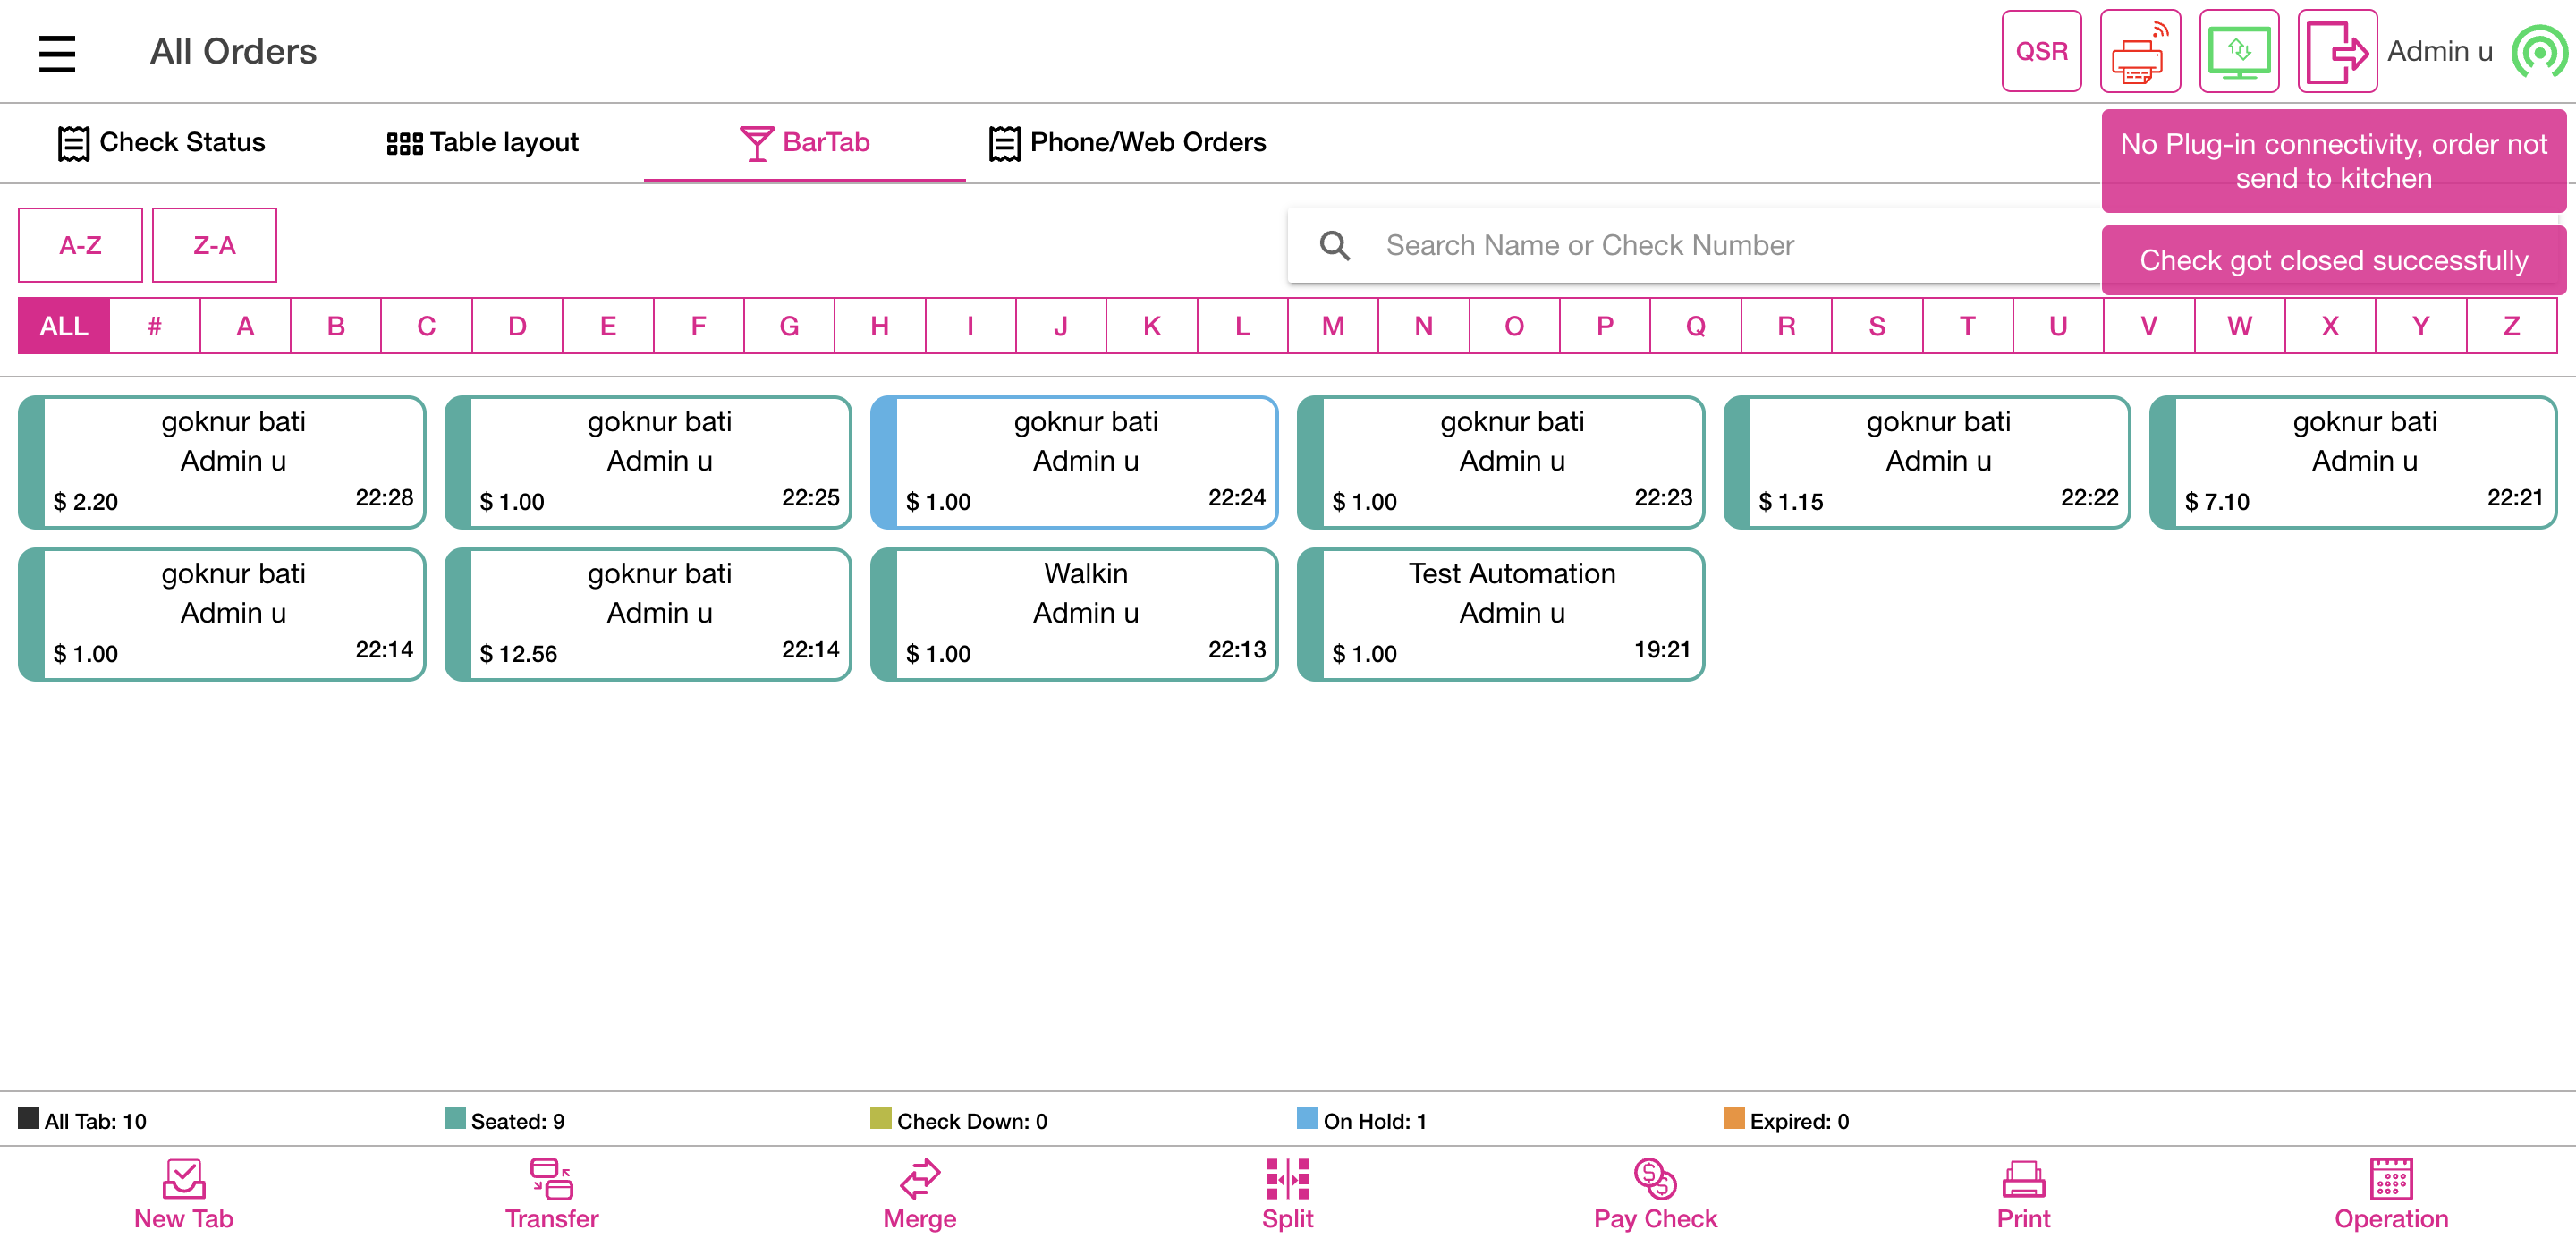 All Orders
QSR
Admin u
Check Status
Table layout
BarTab
Phone/Web Orders
No Plug-in connectivity, order not
send to kitchen
A-Z
Z-A
Search Name or Check Number
Check got closed successfully
ALL # A B C D E F G H I J K L M N O P Q R S T U V W X Y Z
goknur bati
Admin u
$ 2.20
22:28
goknur bati
Admin u
$ 1.00
22:25
goknur bati
Admin u
$ 1.00
22:24
goknur bati
Admin u
$ 1.00
22:23
goknur bati
Admin u
$ 1.15
22:22
goknur bati
Admin u
$ 7.10
22:21
goknur bati
Admin u
$ 1.00
22:14
goknur bati
Admin u
$ 12.56
22:14
Walkin
Admin u
$ 1.00
22:13
Test Automation
Admin u
$ 1.00
19:21
All Tab: 10
Seated: 9
Check Down: 0
On Hold: 1
Expired: 0
New Tab
Transfer
Merge
Split
Pay Check
Print
Operation